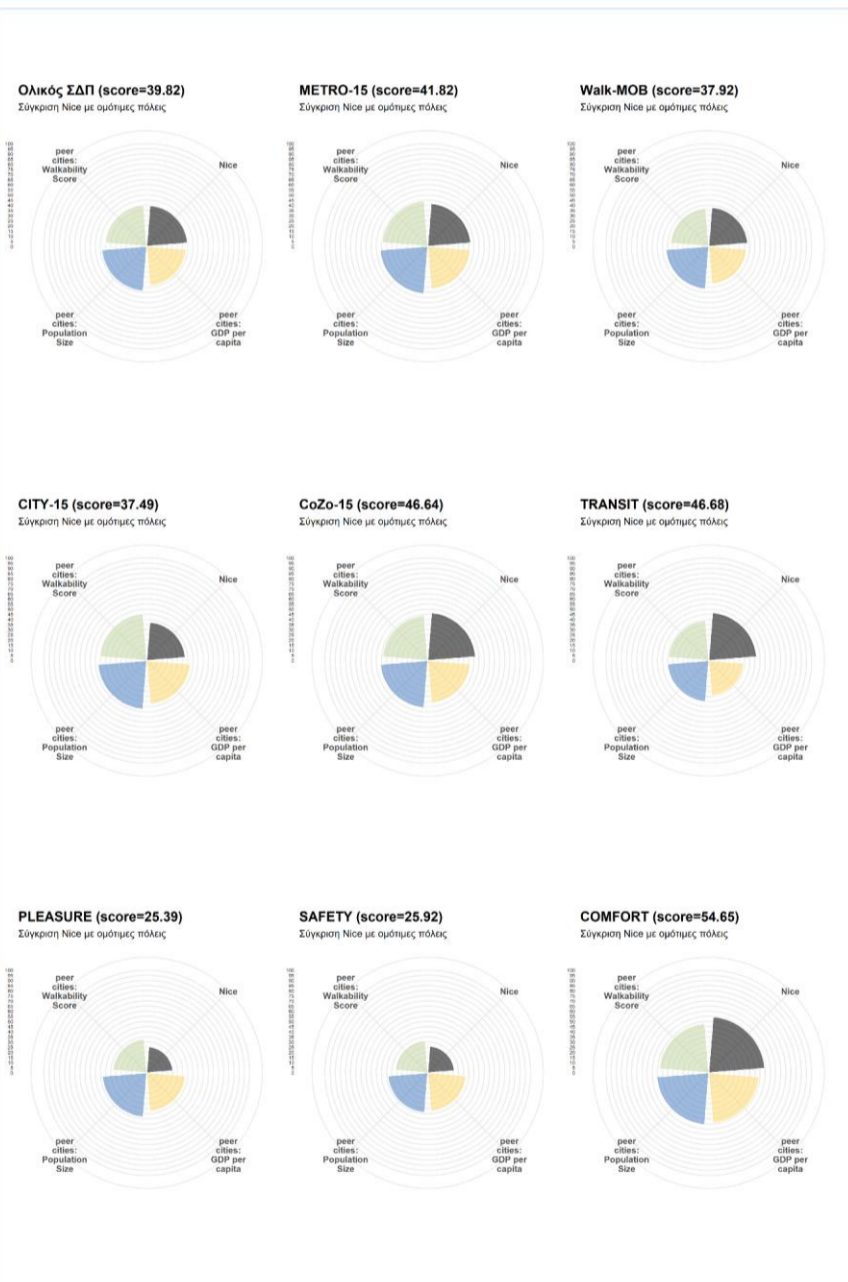 Ολικός ΣΔΠ (score=39.82)
Σύγκριση Nice με ομότιμες πόλεις
peer
cities:
Walkability
Score
Nice
peer
cities:
Population
Size
peer
cities:
GDP per
capita
METRO-15 (score=41.82)
Σύγκριση Nice με ομότιμες πόλεις
peer
cities:
Walkability
Score
Nice
peer
cities:
Population
Size
peer
cities:
GDP per
capita
Walk-MOB (score=37.92)
Σύγκριση Nice με ομότιμες πόλεις
peer
cities:
Walkability
Score
Nice
peer
cities:
Population
Size
peer
cities:
GDP per
capita
CITY-15 (score=37.49)
Σύγκριση Nice με ομότιμες πόλεις
peer
cities:
Walkability
Score
Nice
peer
cities:
Population
Size
peer
cities:
GDP per
capita
CoZo-15 (score=46.64)
Σύγκριση Nice με ομότιμες πόλεις
peer
cities:
Walkability
Score
Nice
peer
cities:
Population
Size
peer
cities:
GDP per
capita
TRANSIT (score=46.68)
Σύγκριση Nice με ομότιμες πόλεις
peer
cities:
Walkability
Score
Nice
peer
cities:
Population
Size
peer
cities:
GDP per
capita
PLEASURE (score=25.39)
Σύγκριση Nice με ομότιμες πόλεις
peer
cities:
Walkability
Score
Nice
peer
cities:
Population
Size
peer
cities:
GDP per
capita
SAFETY (score=25.92)
Σύγκριση Nice με ομότιμες πόλεις
peer
cities:
Walkability
Score
Nice
peer
cities:
Population
Size
peer
cities:
GDP per
capita
COMFORT (score=54.65)
Σύγκριση Nice με ομότιμες πόλεις
peer
cities:
Walkability
Score
Nice
peer
cities:
Population
Size
peer
cities:
GDP per
capita